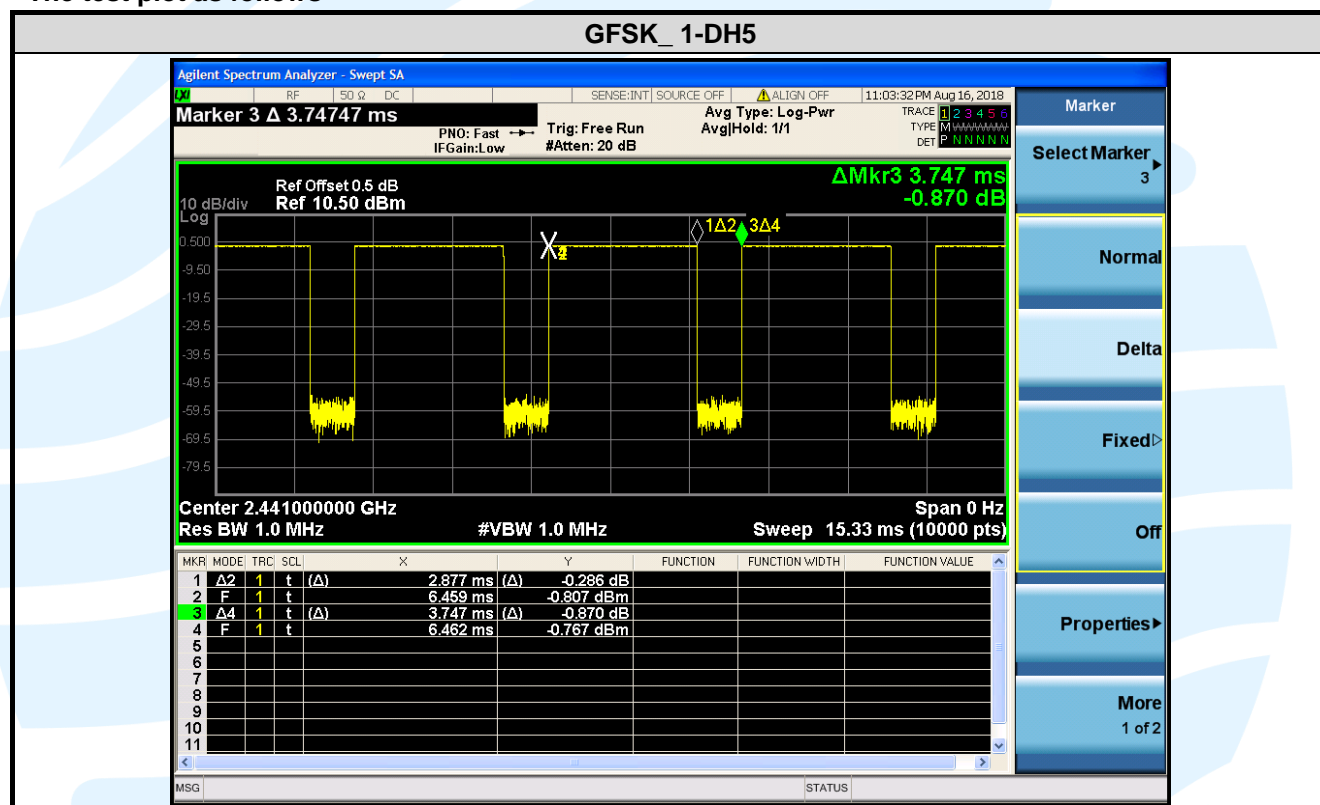 GFSK_ 1-DH5
Agilent Spectrum Analyzer - Swept SA
LXI RF 50 Ω DC SENSE:INT SOURCE OFF ALIGN OFF 11:03:32 PM Aug 16, 2018
Marker 3 Δ 3.74747 ms
PNO: Fast
IFGain:Low
Trig: Free Run
#Atten: 20 dB
Avg Type: Log-Pwr
Avg|Hold: 1/1
TRACE 1 2 3 4 5 6
TYPE M WWWWW
DET P N N N N N
Ref Offset 0.5 dB
10 dB/div Ref 10.50 dBm
Log
ΔMkr3 3.747 ms
-0.870 dB
1Δ2 3Δ4
0.500
-9.50
-19.5
-29.5
-39.5
-49.5
-59.5
-69.5
-79.5
Center 2.441000000 GHz Span 0 Hz
Res BW 1.0 MHz #VBW 1.0 MHz Sweep 15.33 ms (10000 pts)
MKR MODE TRC SCL X Y FUNCTION FUNCTION WIDTH FUNCTION VALUE
1 Δ2 1 t (Δ) 2.877 ms (Δ) -0.286 dB
2 F 1 t 6.459 ms -0.807 dBm
3 Δ4 1 t (Δ) 3.747 ms (Δ) -0.870 dB
4 F 1 t 6.462 ms -0.767 dBm
5
6
7
8
9
10
11
MSG STATUS
Marker
Select Marker
3
Normal
Delta
Fixed
Off
Properties
More
1 of 2